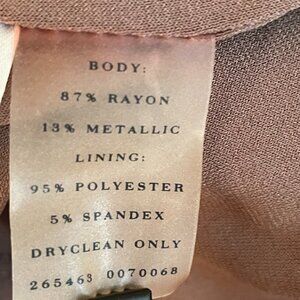 BODY:
87% RAYON
13% METALLIC
LINING:
95% POLYESTER
5% SPANDEX
DRYCLEAN ONLY
265463 0070068